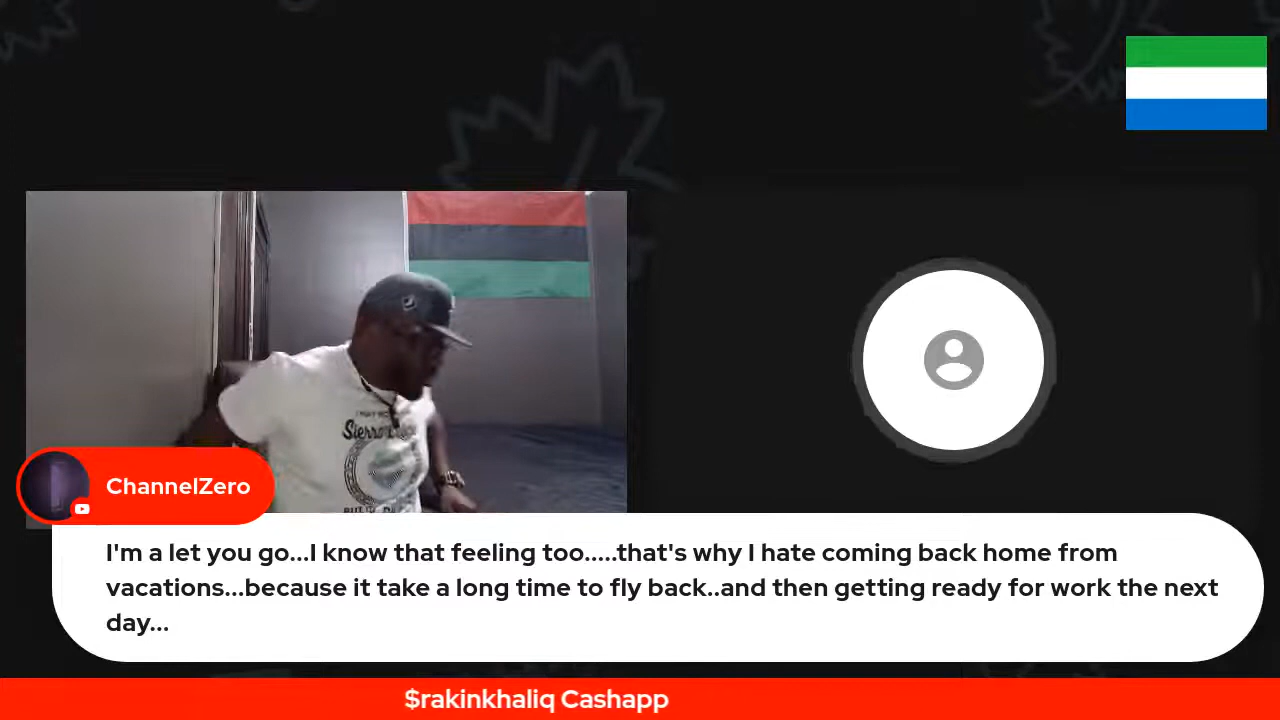 Sierra
ChannelZero
I'm a let you go...I know that feeling too.....that's why I hate coming back home from
vacations...because it take a long time to fly back..and then getting ready for work the next
day...
$rakinkhaliq Cashapp